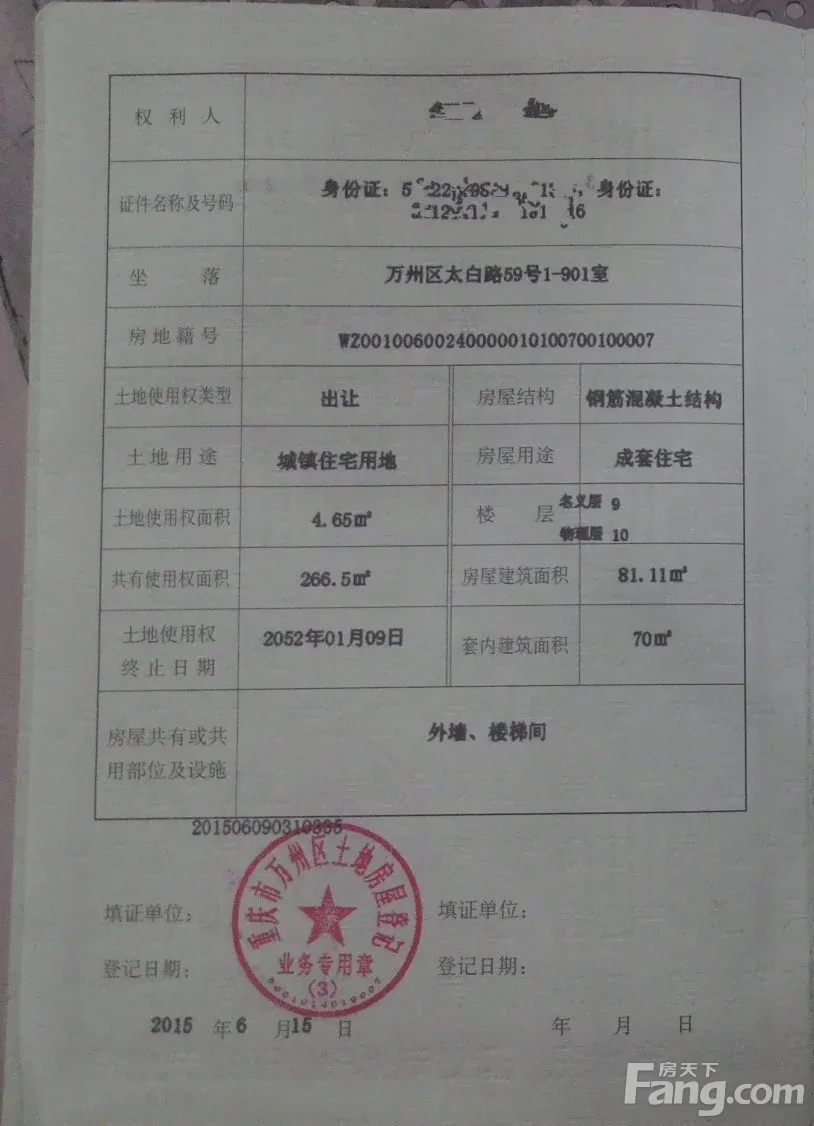 权利人
证件名称及号码
身份证： 身份证：
坐落 万州区太白路59号1-901室
房地籍号 WZ00100600240000010100700100007
土地使用权类型 出让 房屋结构 钢筋混凝土结构
土地用途 城镇住宅用地 房屋用途 成套住宅
土地使用权面积 4.65㎡ 楼层 名义层 9
物理层 10
共有使用权面积 266.5㎡ 房屋建筑面积 81.11㎡
土地使用权
终止日期 2052年01月09日 套内建筑面积 70㎡
房屋共有或共
用部位及设施 外墙、楼梯间
201506090310335
重庆市万州区土地房屋登记
业务专用章
(3)
填证单位： 填证单位：
登记日期： 登记日期：
2015年6月15日 年月日
房天下
Fang.com